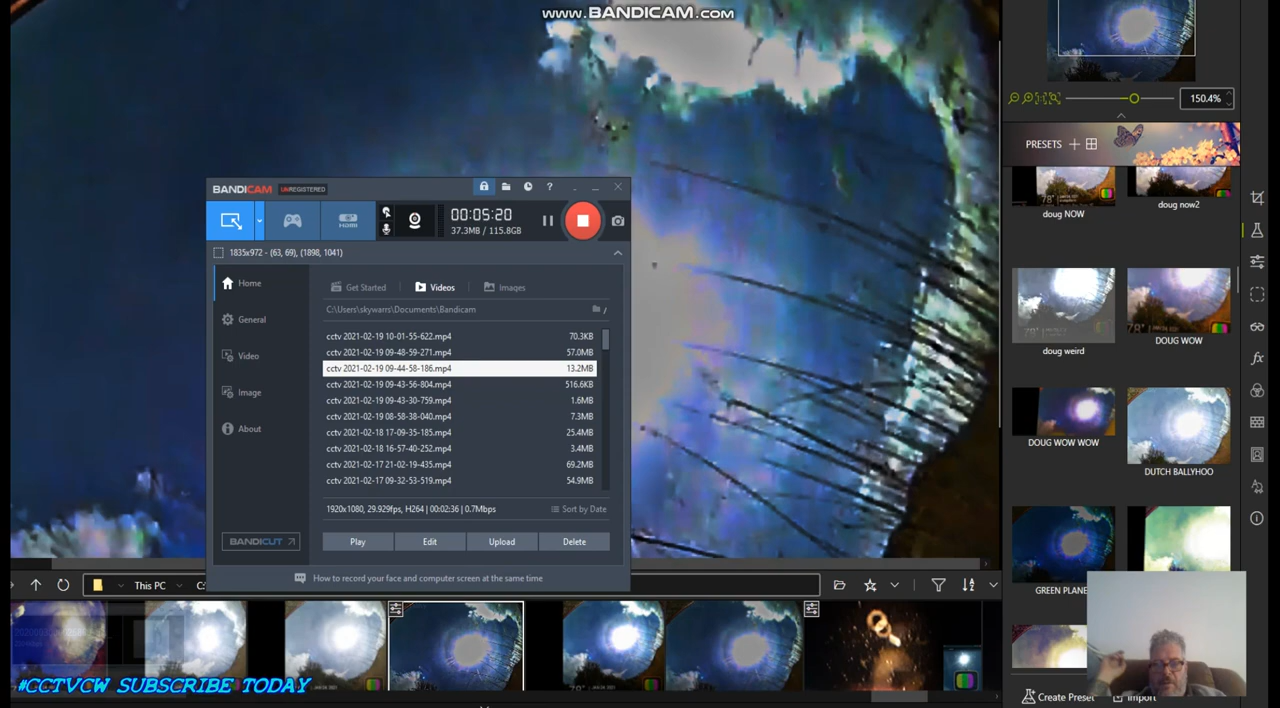 www.BANDICAM.com
150.4%
PRESETS
doug NOW
doug now2
doug weird
DOUG WOW
DOUG WOW WOW
DUTCH BALLYHOO
GREEN PLANE
Create Preset
Import
BANDICAM UNREGISTERED
HDMI
00:05:20
37.3MB / 115.8GB
1835x972 - (63, 69), (1898, 1041)
Home
General
Video
Image
About
BANDICUT
Get Started
Videos
Images
C:\Users\skywarrs\Documents\Bandicam
cctv 2021-02-19 10-01-55-622.mp4 70.3KB
cctv 2021-02-19 09-48-59-271.mp4 57.0MB
cctv 2021-02-19 09-44-58-186.mp4 13.2MB
cctv 2021-02-19 09-43-56-804.mp4 516.6KB
cctv 2021-02-19 09-43-30-759.mp4 1.6MB
cctv 2021-02-19 08-58-38-040.mp4 7.3MB
cctv 2021-02-18 17-09-35-185.mp4 25.4MB
cctv 2021-02-18 16-57-40-252.mp4 3.4MB
cctv 2021-02-17 21-02-19-435.mp4 69.2MB
cctv 2021-02-17 09-32-53-519.mp4 54.9MB
1920x1080, 29.929fps, H264 | 00:02:36 | 0.7Mbps
Sort by Date
Play
Edit
Upload
Delete
How to record your face and computer screen at the same time
This PC
C:
#CCTVCW SUBSCRIBE TODAY